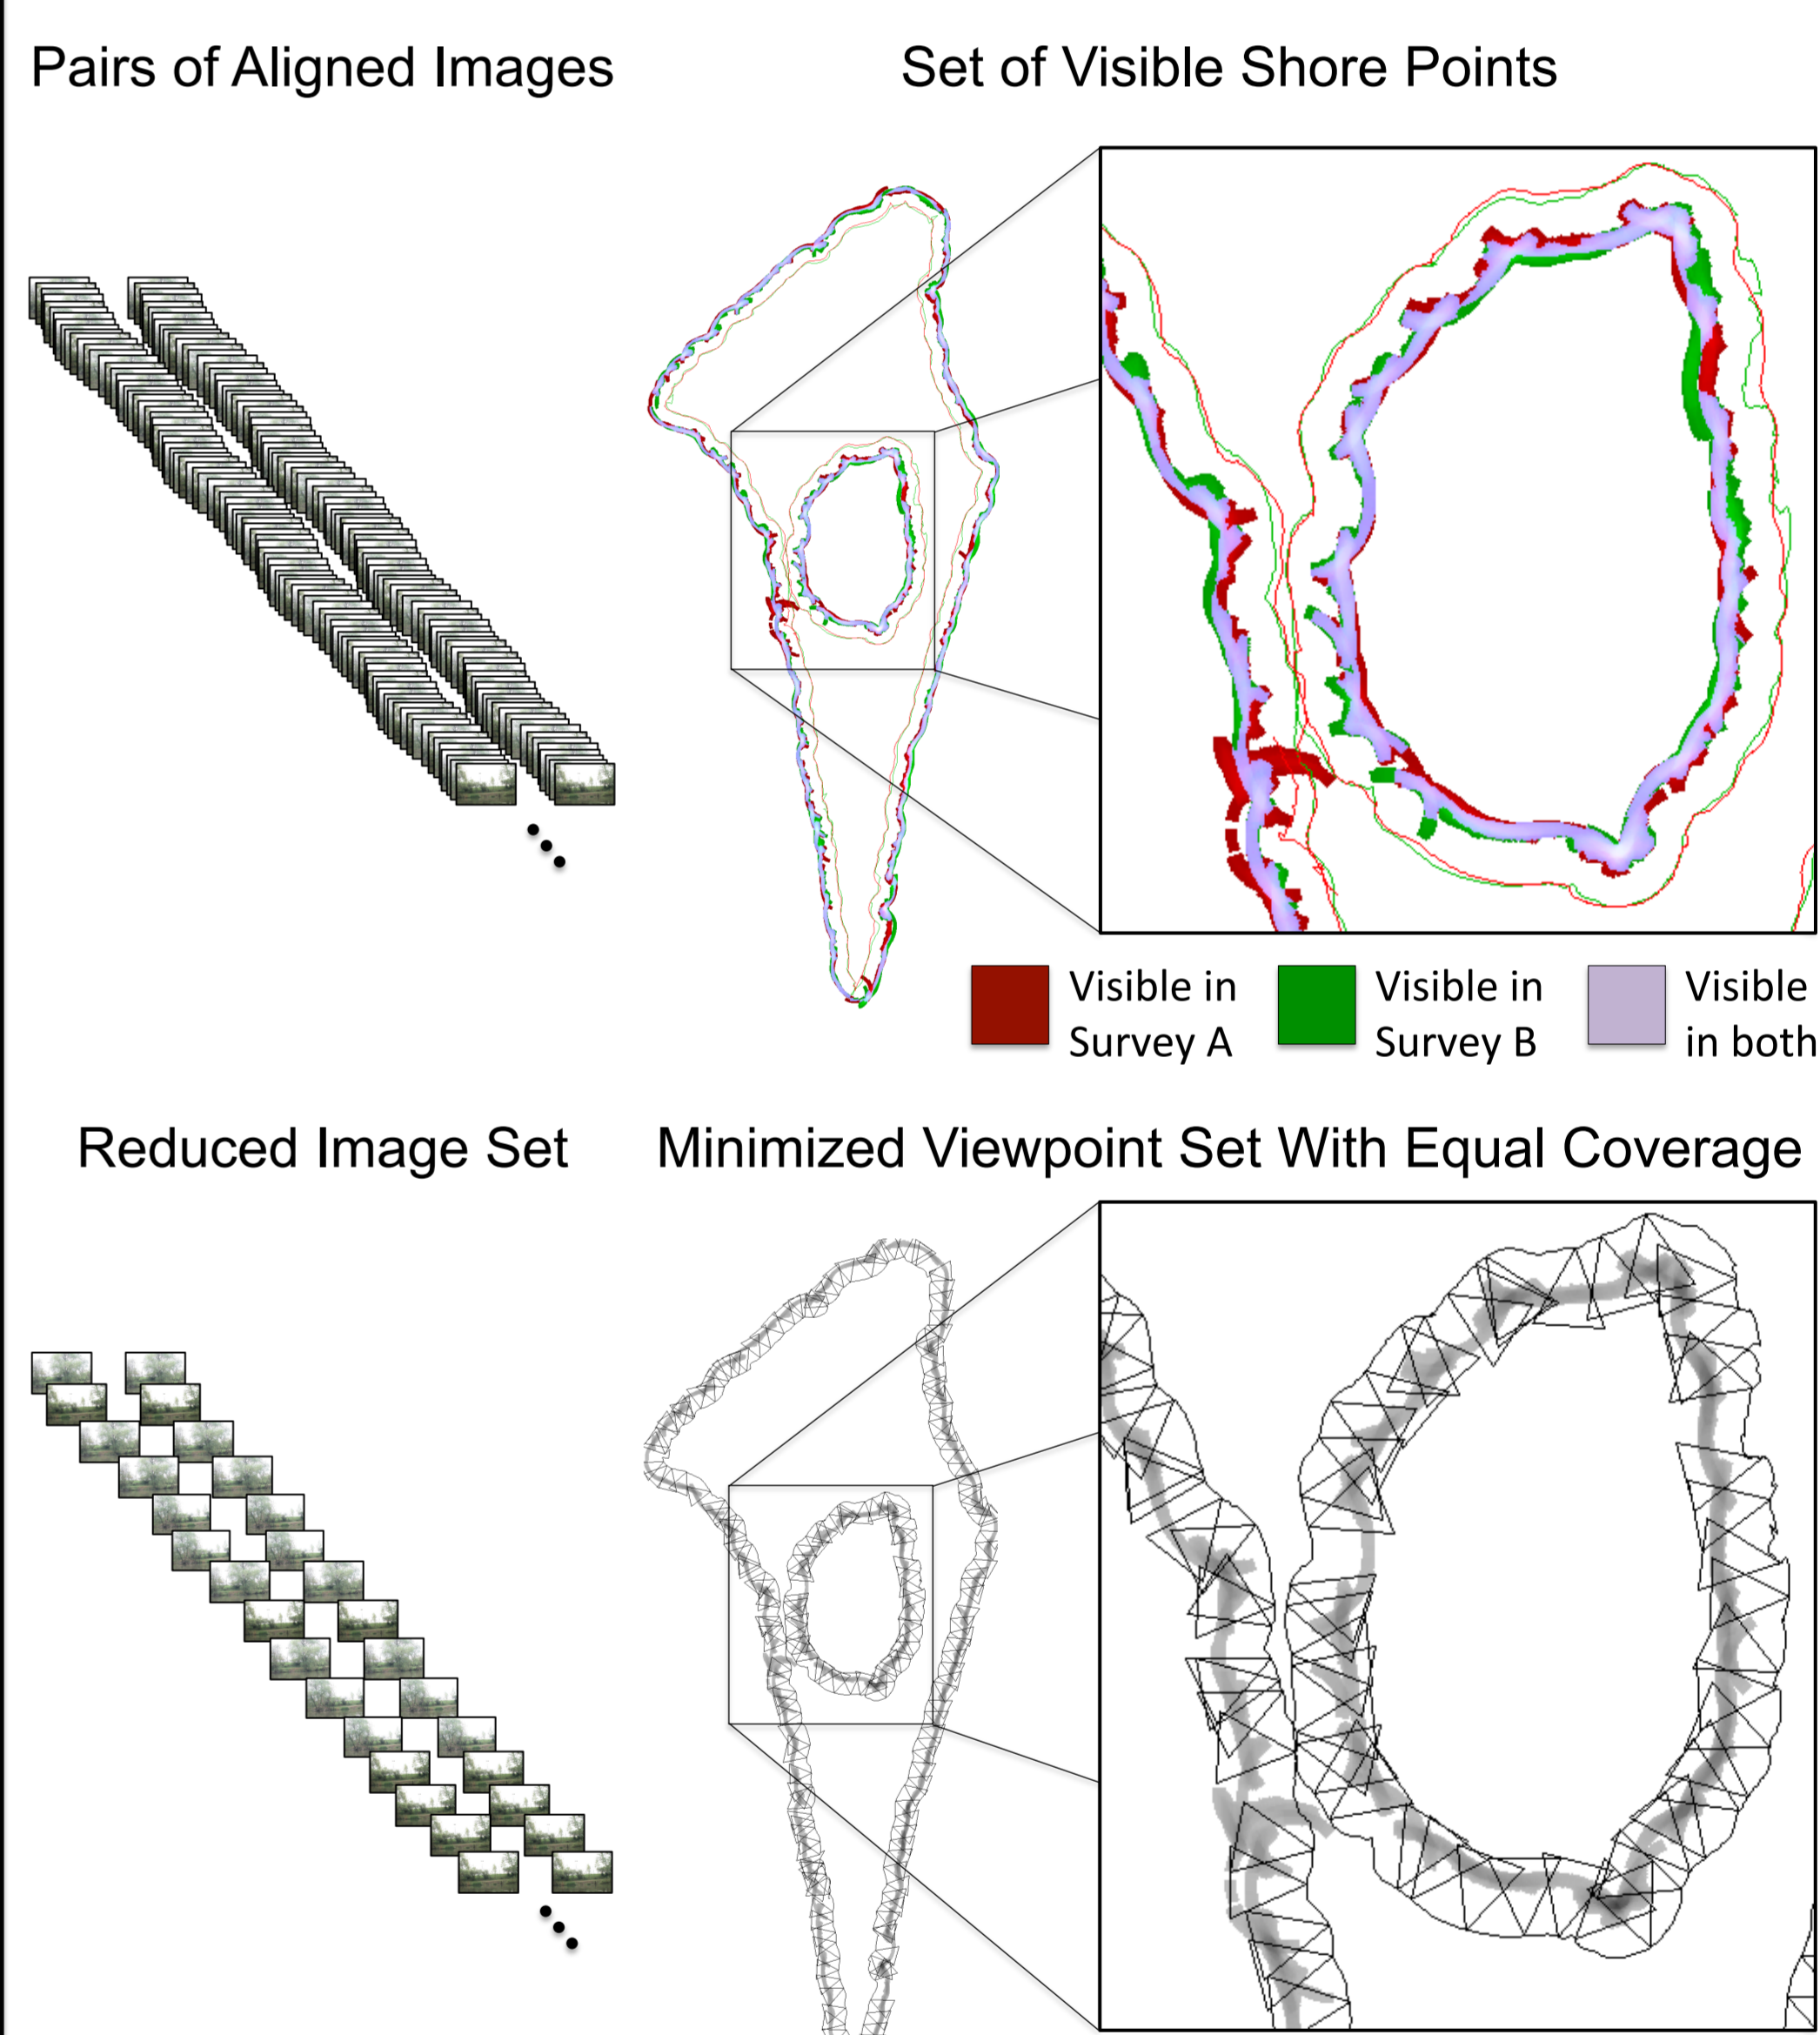 Pairs of Aligned Images
Set of Visible Shore Points
Visible in
Survey A
Visible in
Survey B
Visible
in both
Reduced Image Set
Minimized Viewpoint Set With Equal Coverage